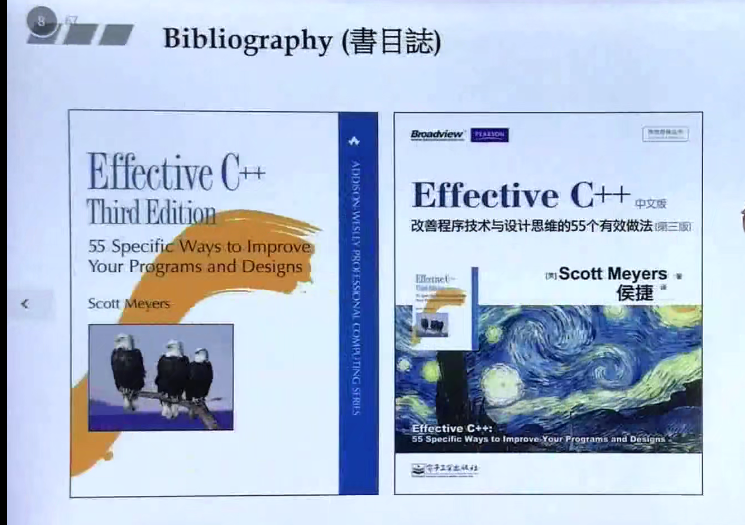 8
67
Bibliography (書目誌)
Effective C++
Third Edition
55 Specific Ways to Improve
Your Programs and Designs
Scott Meyers
ADDISON-WESLEY PROFESSIONAL COMPUTING SERIES
Broadview
PEARSON
Effective C++ 中文版
改善程序技术与设计思维的55个有效做法[第三版]
[美] Scott Meyers 著
侯捷 译
Effective C++
Third Edition
Effective C++:
55 Specific Ways to Improve Your Programs and Designs
电子工业出版社